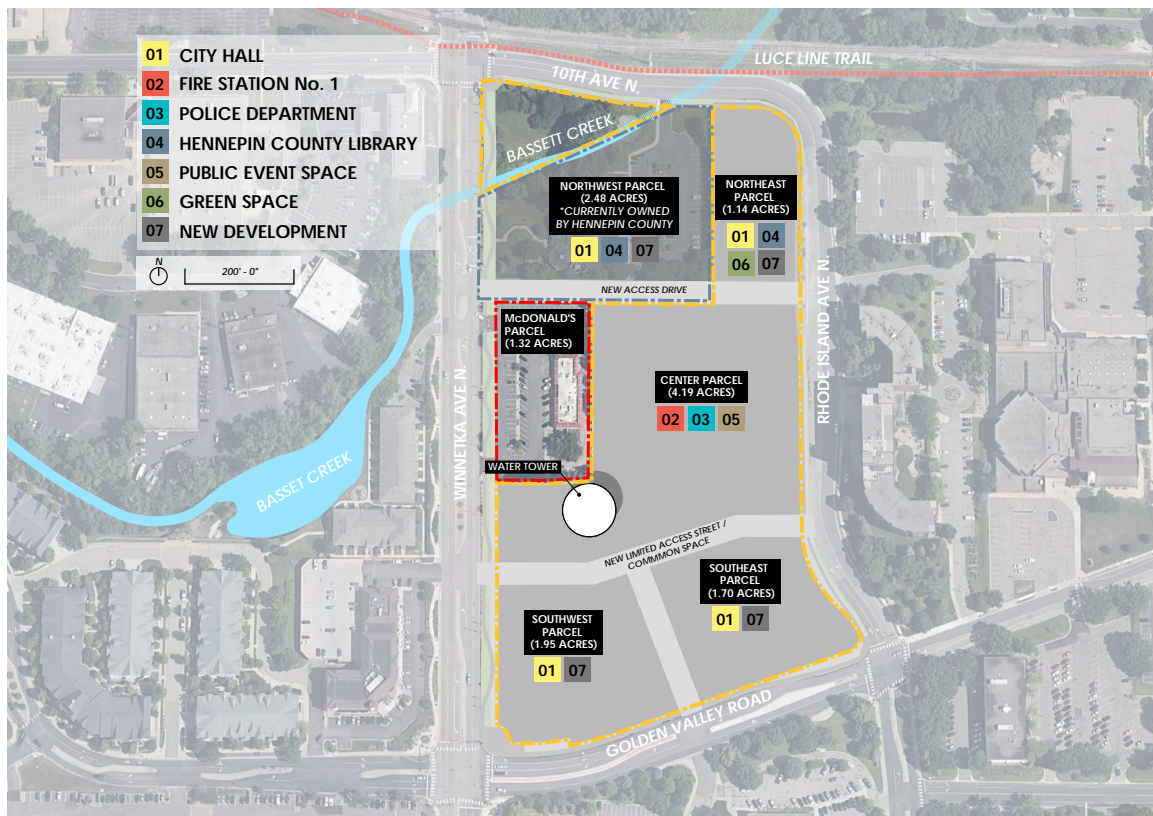 01 CITY HALL
02 FIRE STATION No. 1
03 POLICE DEPARTMENT
04 HENNEPIN COUNTY LIBRARY
05 PUBLIC EVENT SPACE
06 GREEN SPACE
07 NEW DEVELOPMENT
N
200' - 0"
LUCE LINE TRAIL
10TH AVE N.
BASSETT CREEK
NORTHWEST PARCEL
(2.48 ACRES)
*CURRENTLY OWNED
BY HENNEPIN COUNTY
01 04 07
NORTHEAST
PARCEL
(1.14 ACRES)
01 04
06 07
NEW ACCESS DRIVE
McDONALD'S
PARCEL
(1.32 ACRES)
CENTER PARCEL
(4.19 ACRES)
02 03 05
RHODE ISLAND AVE N.
WINNETKA AVE N.
WATER TOWER
BASSET CREEK
NEW LIMITED ACCESS STREET /
COMMMON SPACE
SOUTHEAST
PARCEL
(1.70 ACRES)
01 07
SOUTHWEST
PARCEL
(1.95 ACRES)
01 07
GOLDEN VALLEY ROAD